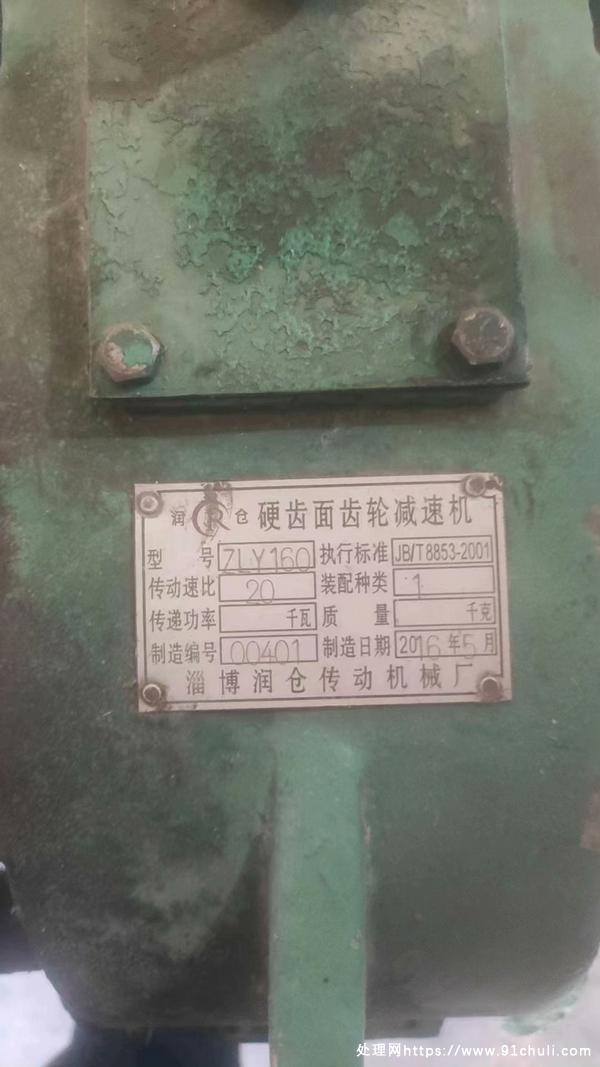 润 R 仓 硬齿面齿轮减速机
型 号 ZLY160 执行标准 JB/T8853-2001
传动速比 20 装配种类 1
传递功率 千瓦 质 量 千克
制造编号 00401 制造日期 2016年5月
淄博润仓传动机械厂
处理网https://www.91chuli.com